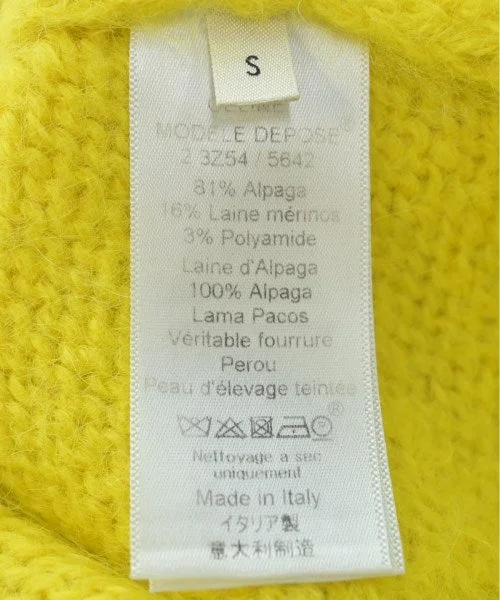 S
CELINE
MODELE DEPOSE®
2 3Z54 / 5642
81% Alpaga
16% Laine mérinos
3% Polyamide
Laine d'Alpaga
100% Alpaga
Lama Pacos
Véritable fourrure
Perou
Peau d'élevage teintée
®
Nettoyage a sec
uniquement
Made in Italy
イタリア製
意大利制造